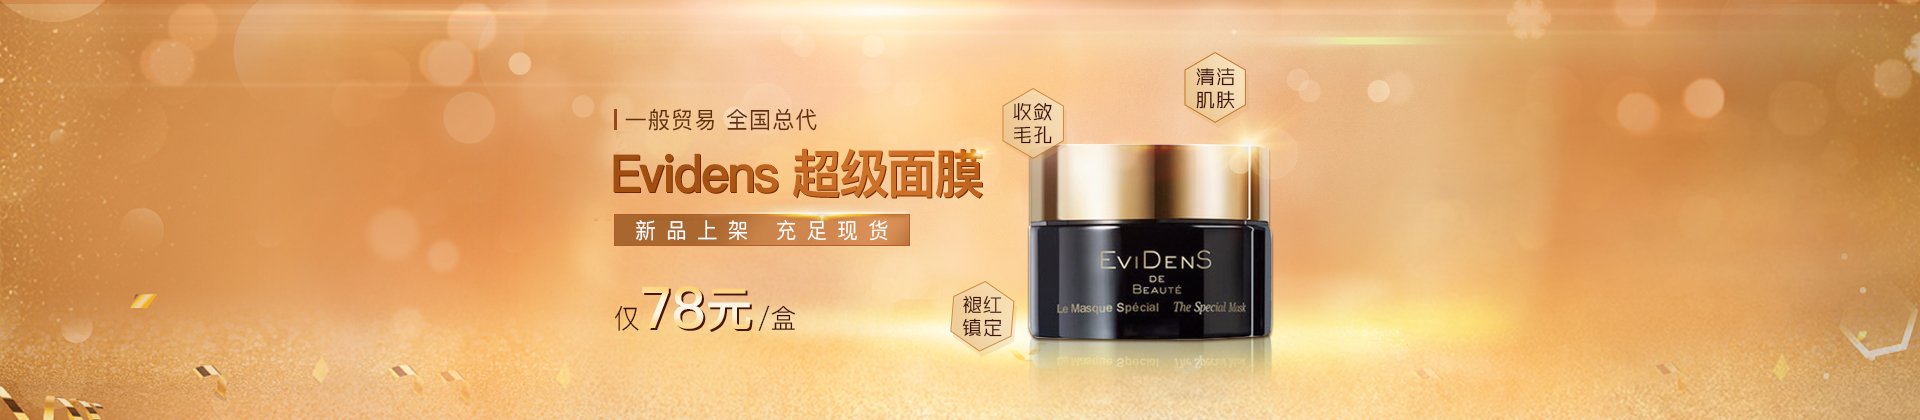 一般贸易 全国总代
Evidens 超级面膜
新品上架 充足现货
仅78元/盒
收敛
毛孔
清洁
肌肤
褪红
镇定
EVIDENS
DE
BEAUTÉ
Le Masque Spécial The Special Mask